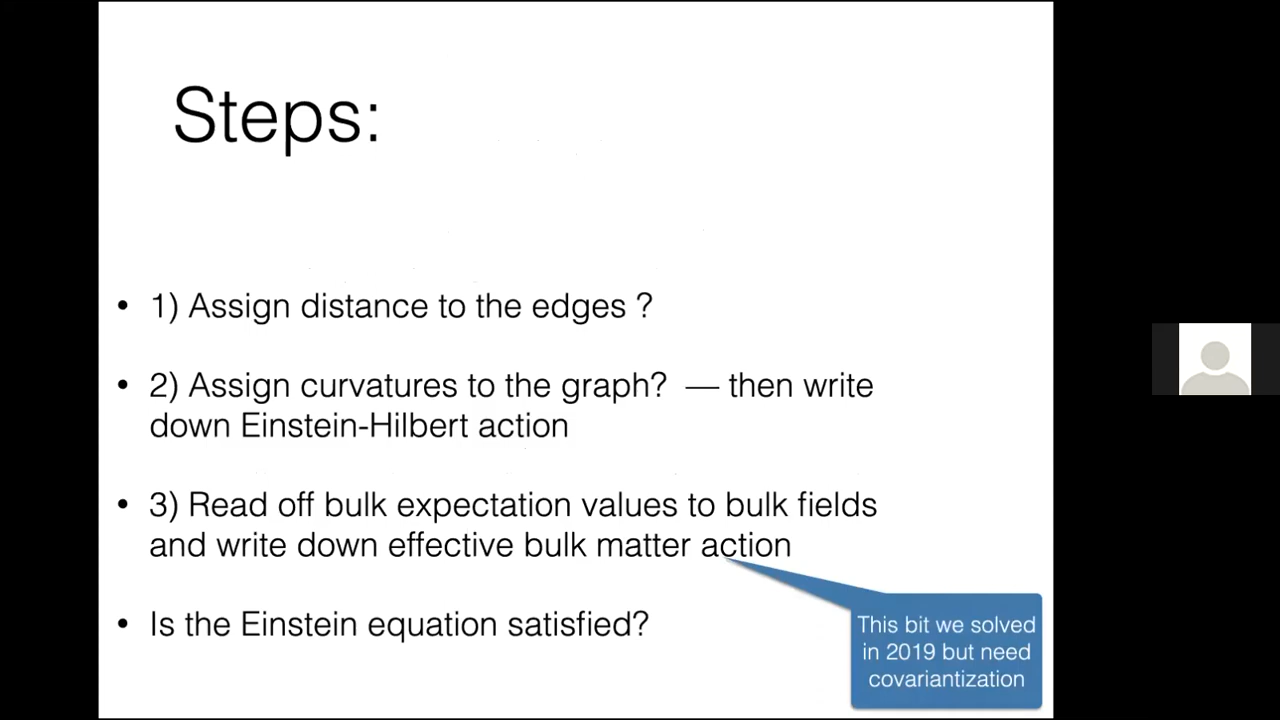 Steps:
• 1) Assign distance to the edges ?
• 2) Assign curvatures to the graph?  — then write
down Einstein-Hilbert action
• 3) Read off bulk expectation values to bulk fields
and write down effective bulk matter action
• Is the Einstein equation satisfied?
This bit we solved
in 2019 but need
covariantization